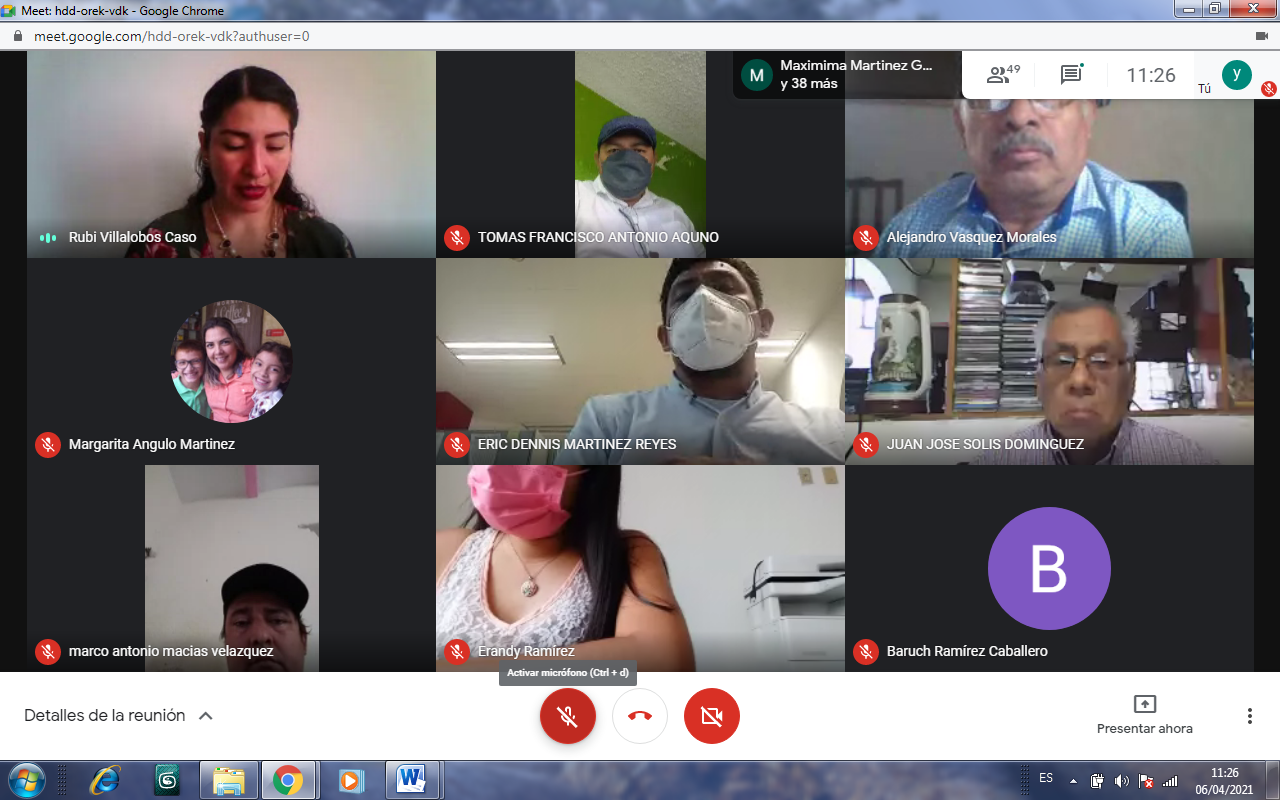 Meet: hdd-orek-vdk - Google Chrome
meet.google.com/hdd-orek-vdk?authuser=0
M
Maximima Martinez G...
y 38 más
49
11:26
Tú
y
Rubi Villalobos Caso
TOMAS FRANCISCO ANTONIO AQUNO
Alejandro Vasquez Morales
Margarita Angulo Martinez
ERIC DENNIS MARTINEZ REYES
JUAN JOSE SOLIS DOMINGUEZ
marco antonio macias velazquez
Erandy Ramírez
B
Baruch Ramírez Caballero
Activar micrófono (Ctrl + d)
Detalles de la reunión
Presentar ahora
ES
11:26
06/04/2021